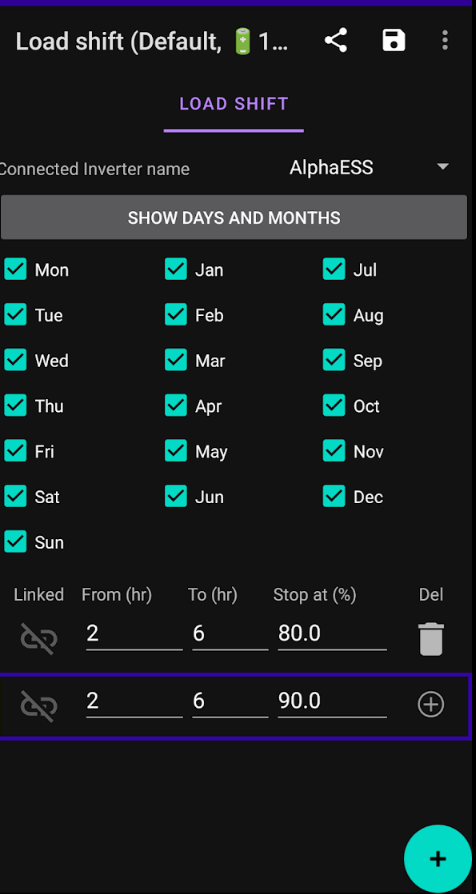 Load shift (Default, 🔋1...
LOAD SHIFT
Connected Inverter name AlphaESS
SHOW DAYS AND MONTHS
Mon Jan Jul
Tue Feb Aug
Wed Mar Sep
Thu Apr Oct
Fri May Nov
Sat Jun Dec
Sun
Linked From (hr) To (hr) Stop at (%) Del
2 6 80.0
2 6 90.0